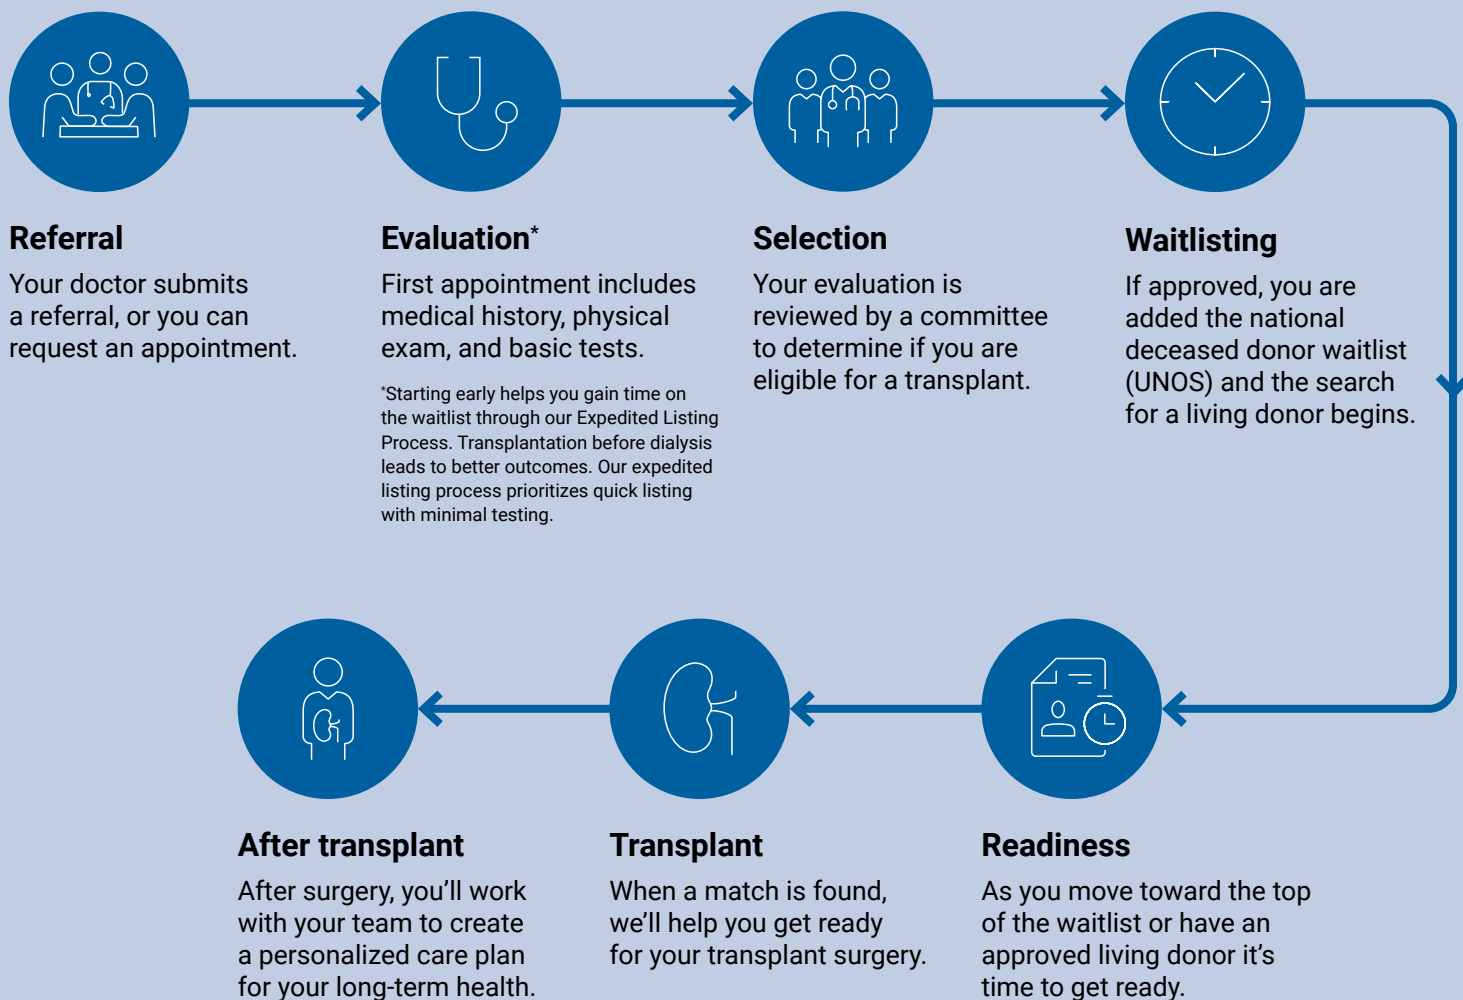 Referral
Your doctor submits
a referral, or you can
request an appointment.
Evaluation*
First appointment includes
medical history, physical
exam, and basic tests.
*Starting early helps you gain time on
the waitlist through our Expedited Listing
Process. Transplantation before dialysis
leads to better outcomes. Our expedited
listing process prioritizes quick listing
with minimal testing.
Selection
Your evaluation is
reviewed by a committee
to determine if you are
eligible for a transplant.
Waitlisting
If approved, you are
added the national
deceased donor waitlist
(UNOS) and the search
for a living donor begins.
Readiness
As you move toward the top
of the waitlist or have an
approved living donor it’s
time to get ready.
Transplant
When a match is found,
we’ll help you get ready
for your transplant surgery.
After transplant
After surgery, you’ll work
with your team to create
a personalized care plan
for your long-term health.